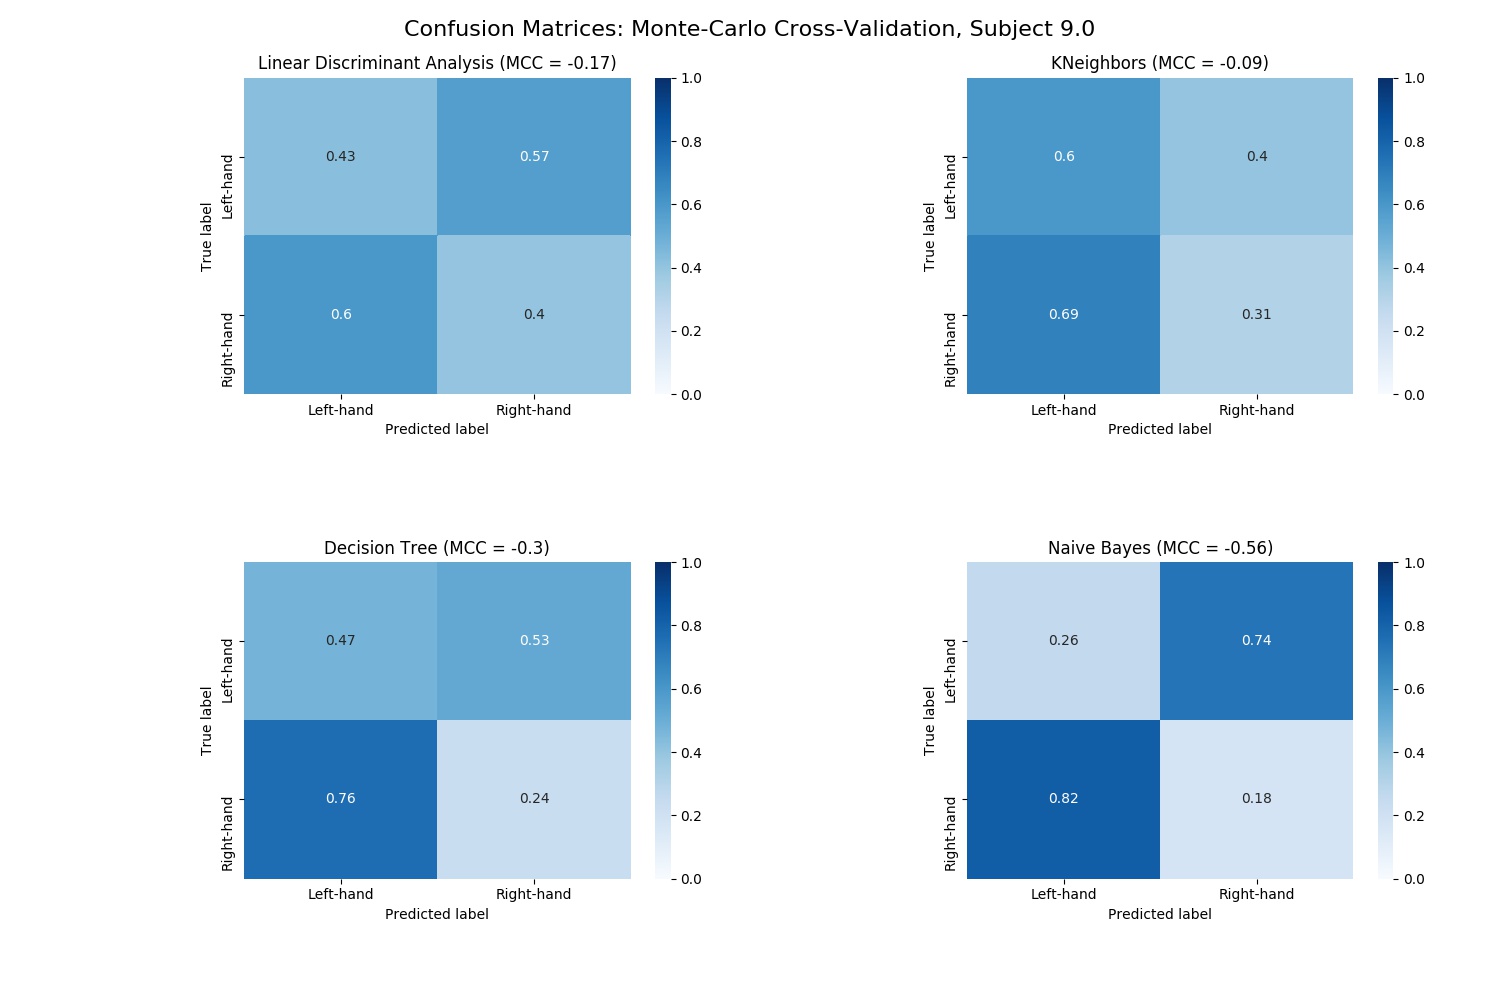 Confusion Matrices: Monte-Carlo Cross-Validation, Subject 9.0
Linear Discriminant Analysis (MCC = -0.17)
True label
Left-hand
Right-hand
0.43
0.57
0.6
0.4
Left-hand
Right-hand
Predicted label
1.0
0.8
0.6
0.4
0.2
0.0
KNeighbors (MCC = -0.09)
True label
Left-hand
Right-hand
0.6
0.4
0.69
0.31
Left-hand
Right-hand
Predicted label
1.0
0.8
0.6
0.4
0.2
0.0
Decision Tree (MCC = -0.3)
True label
Left-hand
Right-hand
0.47
0.53
0.76
0.24
Left-hand
Right-hand
Predicted label
1.0
0.8
0.6
0.4
0.2
0.0
Naive Bayes (MCC = -0.56)
True label
Left-hand
Right-hand
0.26
0.74
0.82
0.18
Left-hand
Right-hand
Predicted label
1.0
0.8
0.6
0.4
0.2
0.0